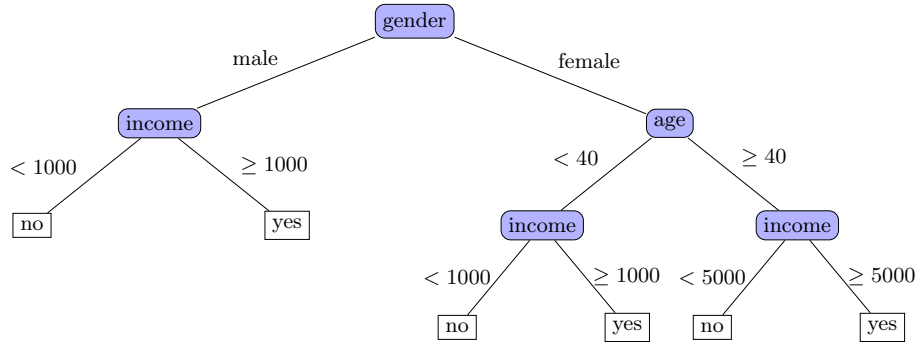 gender
male
female
income
age
< 1000
≥ 1000
< 40
≥ 40
no
yes
income
income
< 1000
≥ 1000
< 5000
≥ 5000
no
yes
no
yes